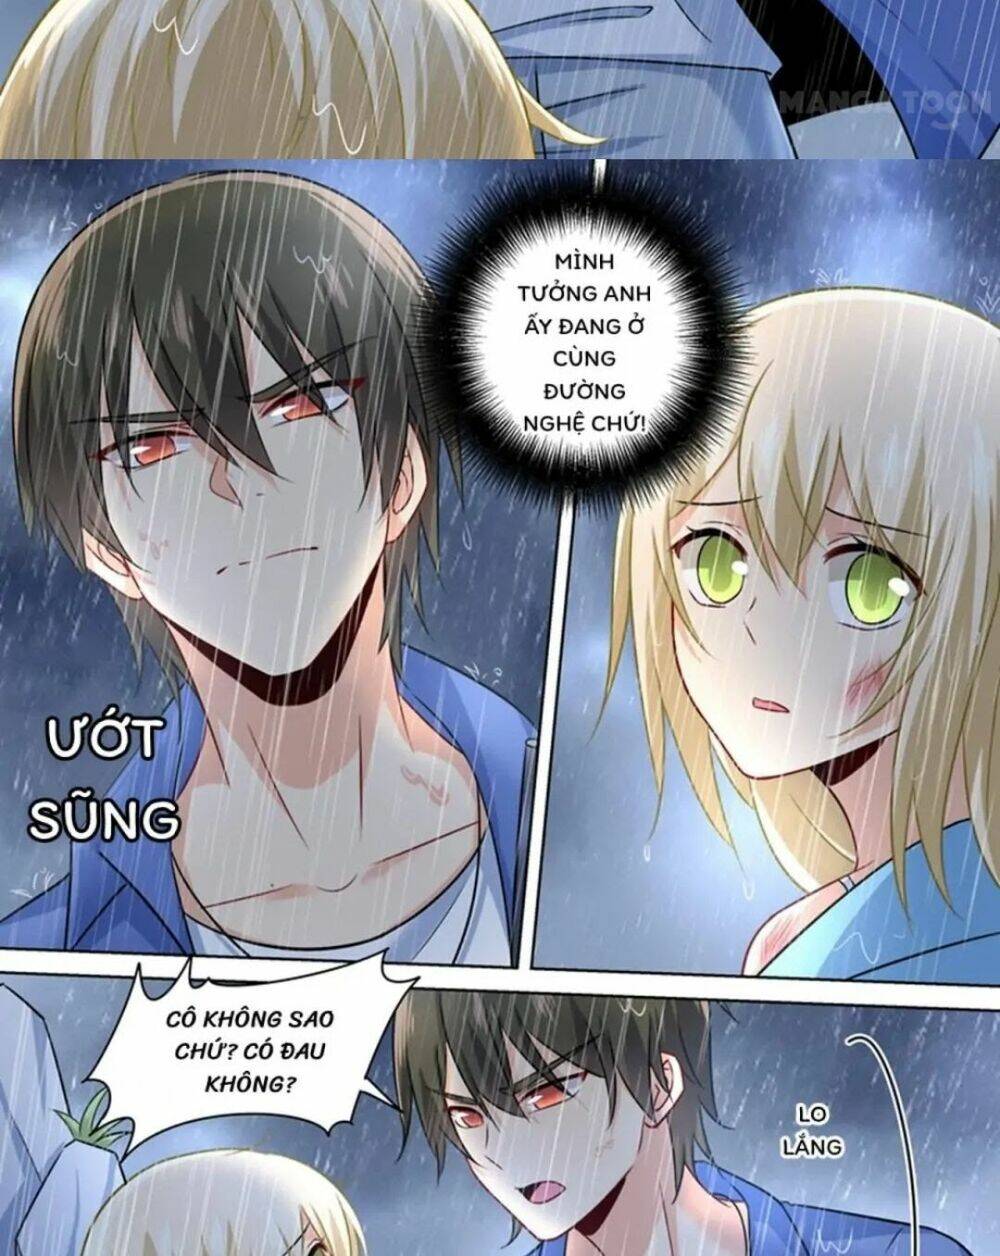 MANGATOON
MÌNH
TƯỞNG ANH
ẤY ĐANG Ở
CÙNG
ĐƯỜNG
NGHỆ CHỨ!
ƯỚT
SŨNG
CÔ KHÔNG SAO
CHỨ? CÓ ĐAU
KHÔNG?
LO
LẮNG